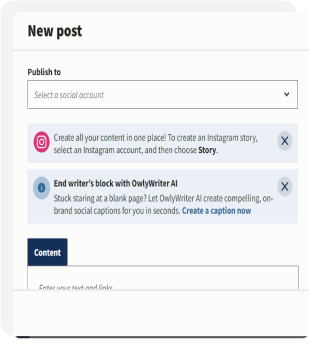 New post
Publish to
Select a social account
Create all your content in one place! To create an Instagram story,
select an Instagram account, and then choose Story.
X
End writer's block with OwlyWriter AI
X
Stuck staring at a blank page? Let OwlyWriter AI create compelling, on-
brand social captions for you in seconds. Create a caption now
Content
Enter your text and links